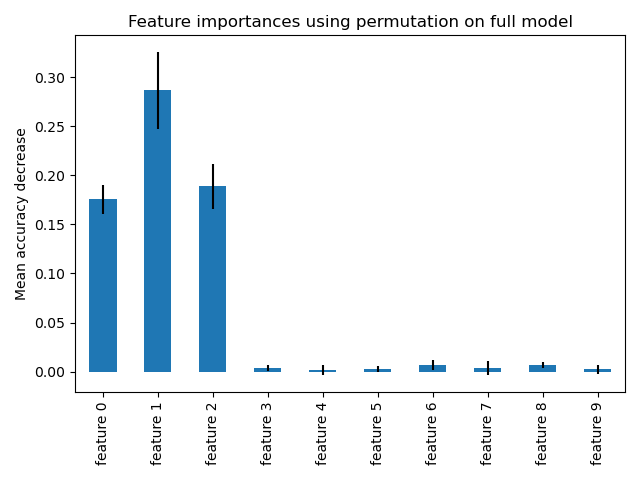 Feature importances using permutation on full model
Mean accuracy decrease
0.30
0.25
0.20
0.15
0.10
0.05
0.00
feature 0
feature 1
feature 2
feature 3
feature 4
feature 5
feature 6
feature 7
feature 8
feature 9